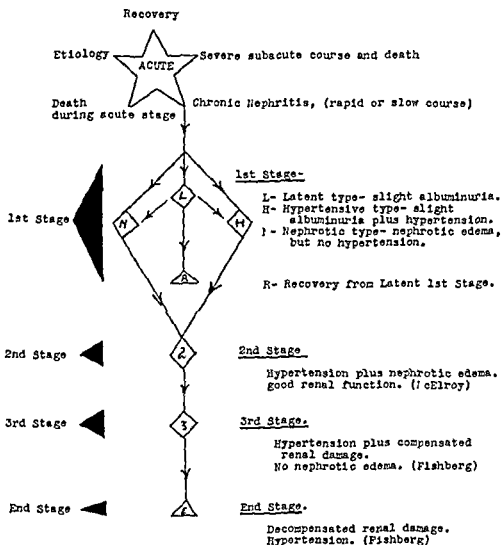 Recovery
Etiology
ACUTE
Severe subacute course and death
Death
during acute stage
Chronic Nephritis, (rapid or slow course)
1st Stage-
L- Latent type- slight albuminuria.
H- Hypertensive type- slight
albuminuria plus hypertension.
- Nephrotic type- nephrotic edema,
but no hypertension.
R- Recovery from Latent 1st Stage.
1st Stage
L
N
H
R
2nd Stage
2
2nd Stage
Hypertension plus nephrotic edema.
good renal function. (McElroy)
3rd Stage
3
3rd Stage.
Hypertension plus compensated
renal damage.
No nephrotic edema. (Fishberg)
End Stage
E
End Stage.
Decompensated renal damage.
Hypertension. (Fishberg)